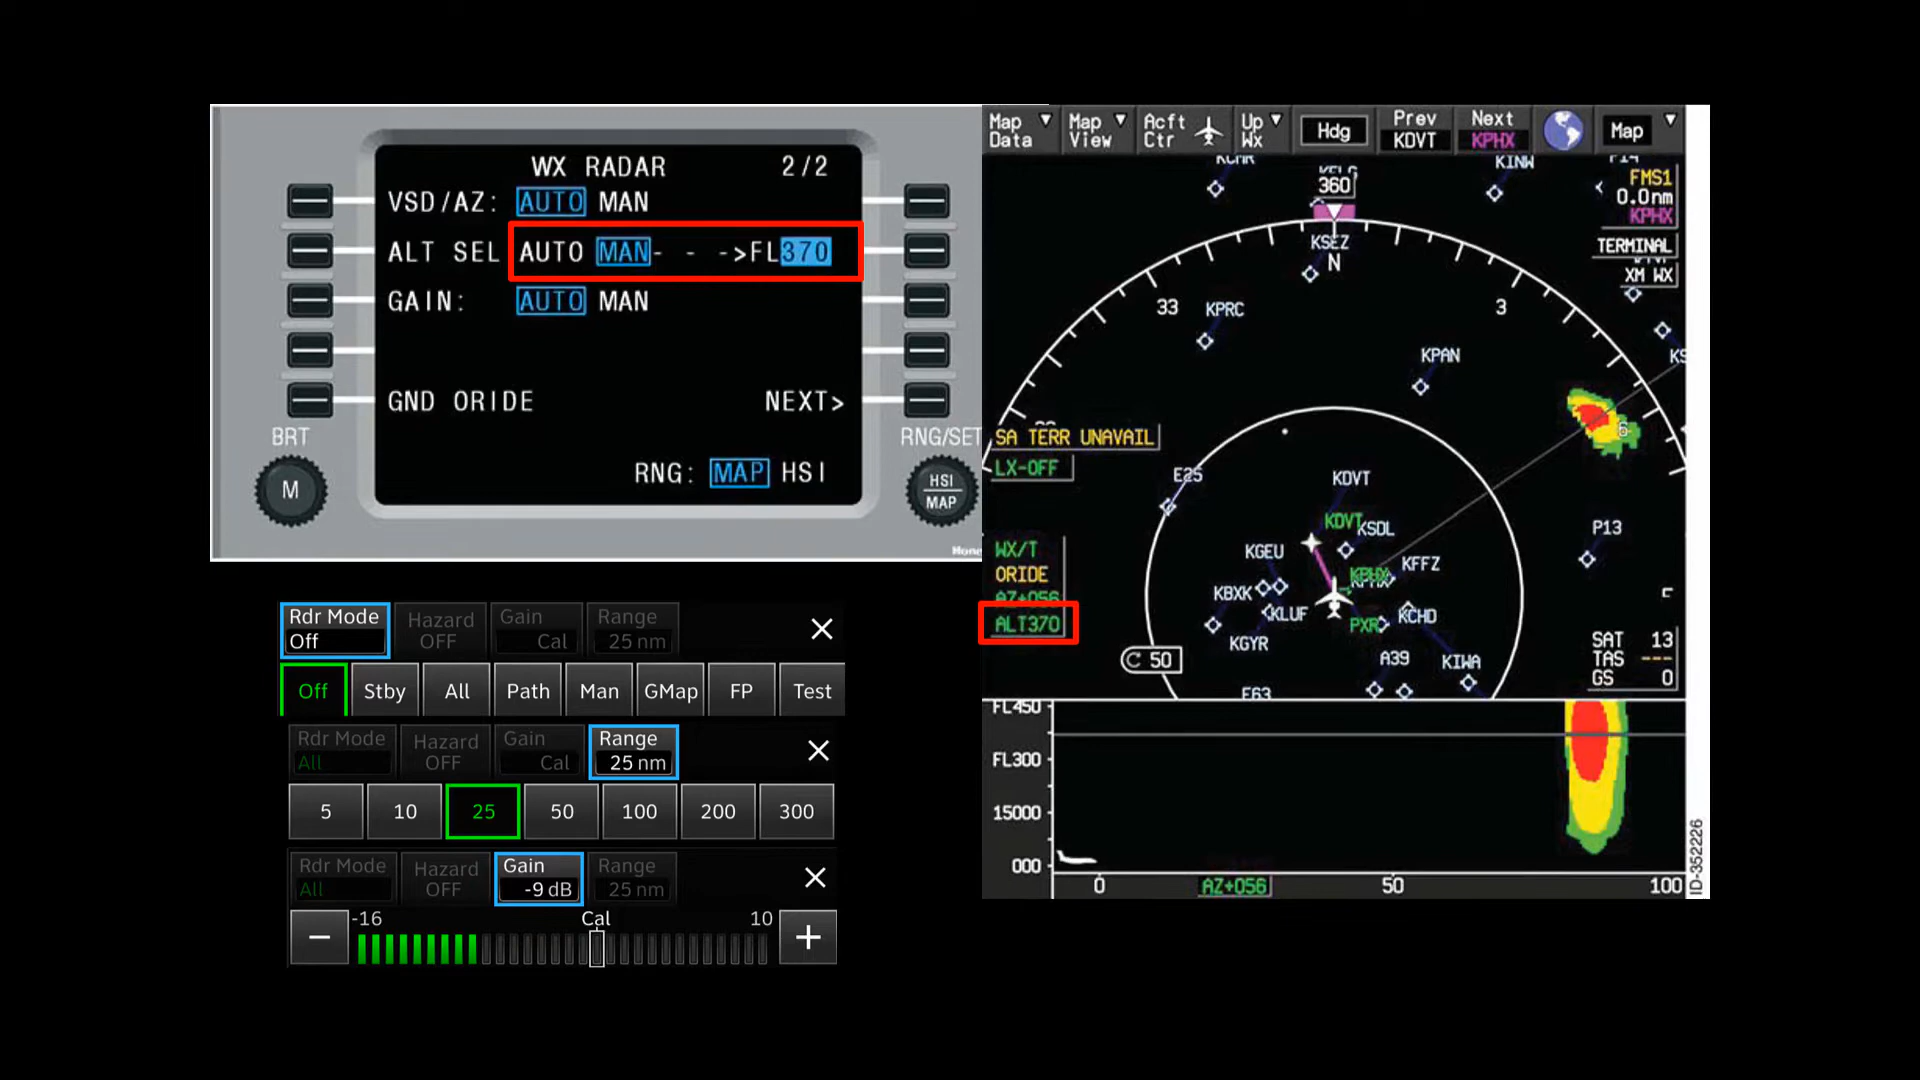 WX RADAR 2/2
VSD/AZ: AUTO MAN
ALT SEL AUTO MAN- - ->FL370
GAIN: AUTO MAN
GND ORIDE NEXT>
BRT
RNG/SET
RNG: MAP HSI
M
HSI
MAP
Rdr Mode
Off
Hazard
OFF
Gain
Cal
Range
25 nm
Off Stby All Path Man GMap FP Test
Rdr Mode
All
Hazard
OFF
Gain
Cal
Range
25 nm
5 10 25 50 100 200 300
Rdr Mode
All
Hazard
OFF
Gain
-9 dB
Range
25 nm
-16 Cal 10
− +
Map
Data
Map
View
Acft
Ctr
Up
Wx
Hdg
Prev
KDVT
Next
KPHX
Map
KINW
360
FMS1
0.0nm
KPHX
TERMINAL
XM WX
KSEZ
N
33
3
KPRC
KPAN
6
SA TERR UNAVAIL
LX-OFF
E25
KDVT
KDVT
KSDL
P13
KGEU
KFFZ
WX/T
ORIDE
AZ+056
ALT370
KPHX
KBXK
KLUF
KCHD
PXR
KGYR
50
A39
KIWA
SAT 13
TAS ---
GS 0
E63
FL450
FL300
15000
000
0 AZ+056 50 100
ID-352226